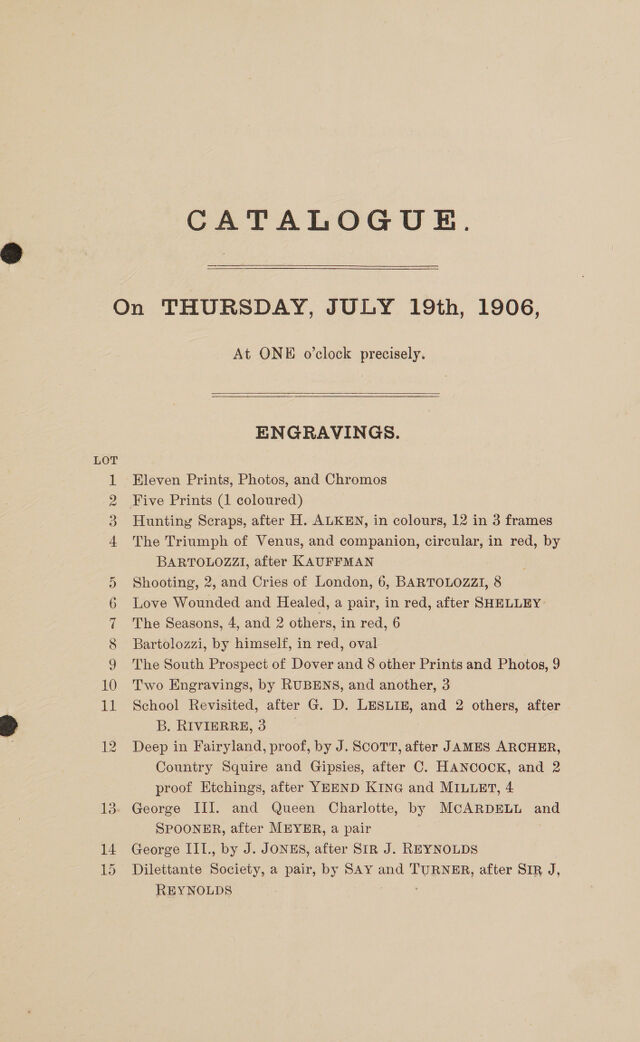 CATALOGUE.
On THURSDAY, JULY 19th, 1906,
At ONE o'clock precisely.
ENGRAVINGS.
LOT
1 Eleven Prints, Photos, and Chromos
2 Five Prints (1 coloured)
3 Hunting Scraps, after H. ALKEN, in colours, 12 in 3 frames
4 The Triumph of Venus, and companion, circular, in red, by
BARTOLOZZI, after KAUFFMAN
5 Shooting, 2, and Cries of London, 6, BARTOLOZZI, 8
6 Love Wounded and Healed, a pair, in red, after SHELLEY
7 The Seasons, 4, and 2 others, in red, 6
8 Bartolozzi, by himself, in red, oval
9 The South Prospect of Dover and 8 other Prints and Photos, 9
10 Two Engravings, by RUBENS, and another, 3
11 School Revisited, after G. D. LESLIE, and 2 others, after
B. RIVIERRE, 3
12 Deep in Fairyland, proof, by J. SCOTT, after JAMES ARCHER,
Country Squire and Gipsies, after C. HANCOCK, and 2
proof Etchings, after YEEND KING and MILLET, 4
13 George III. and Queen Charlotte, by MCARDELL and
SPOONER, after MEYER, a pair
14 George III., by J. JONES, after SIR J. REYNOLDS
15 Dilettante Society, a pair, by SAY and TURNER, after SIR J,
REYNOLDS